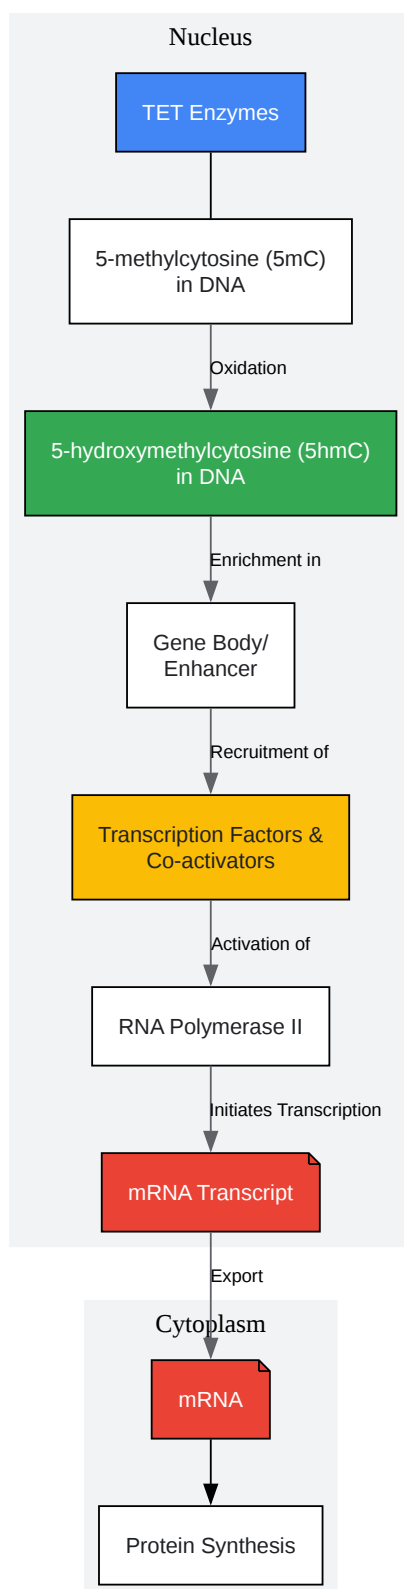 Nucleus
TET Enzymes
5-methylcytosine (5mC)
in DNA
Oxidation
5-hydroxymethylcytosine (5hmC)
in DNA
Enrichment in
Gene Body/
Enhancer
Recruitment of
Transcription Factors &
Co-activators
Activation of
RNA Polymerase II
Initiates Transcription
mRNA Transcript
Export
Cytoplasm
mRNA
Protein Synthesis